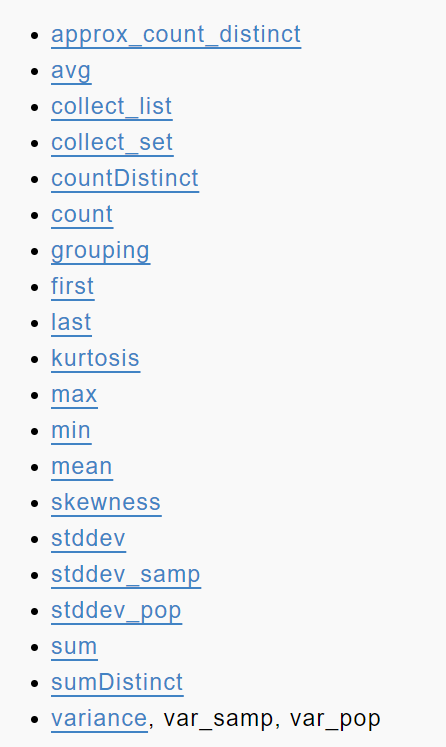 approx_count_distinct
avg
collect_list
collect_set
countDistinct
count
grouping
first
last
kurtosis
max
min
mean
skewness
stddev
stddev_samp
stddev_pop
sum
sumDistinct
variance, var_samp, var_pop